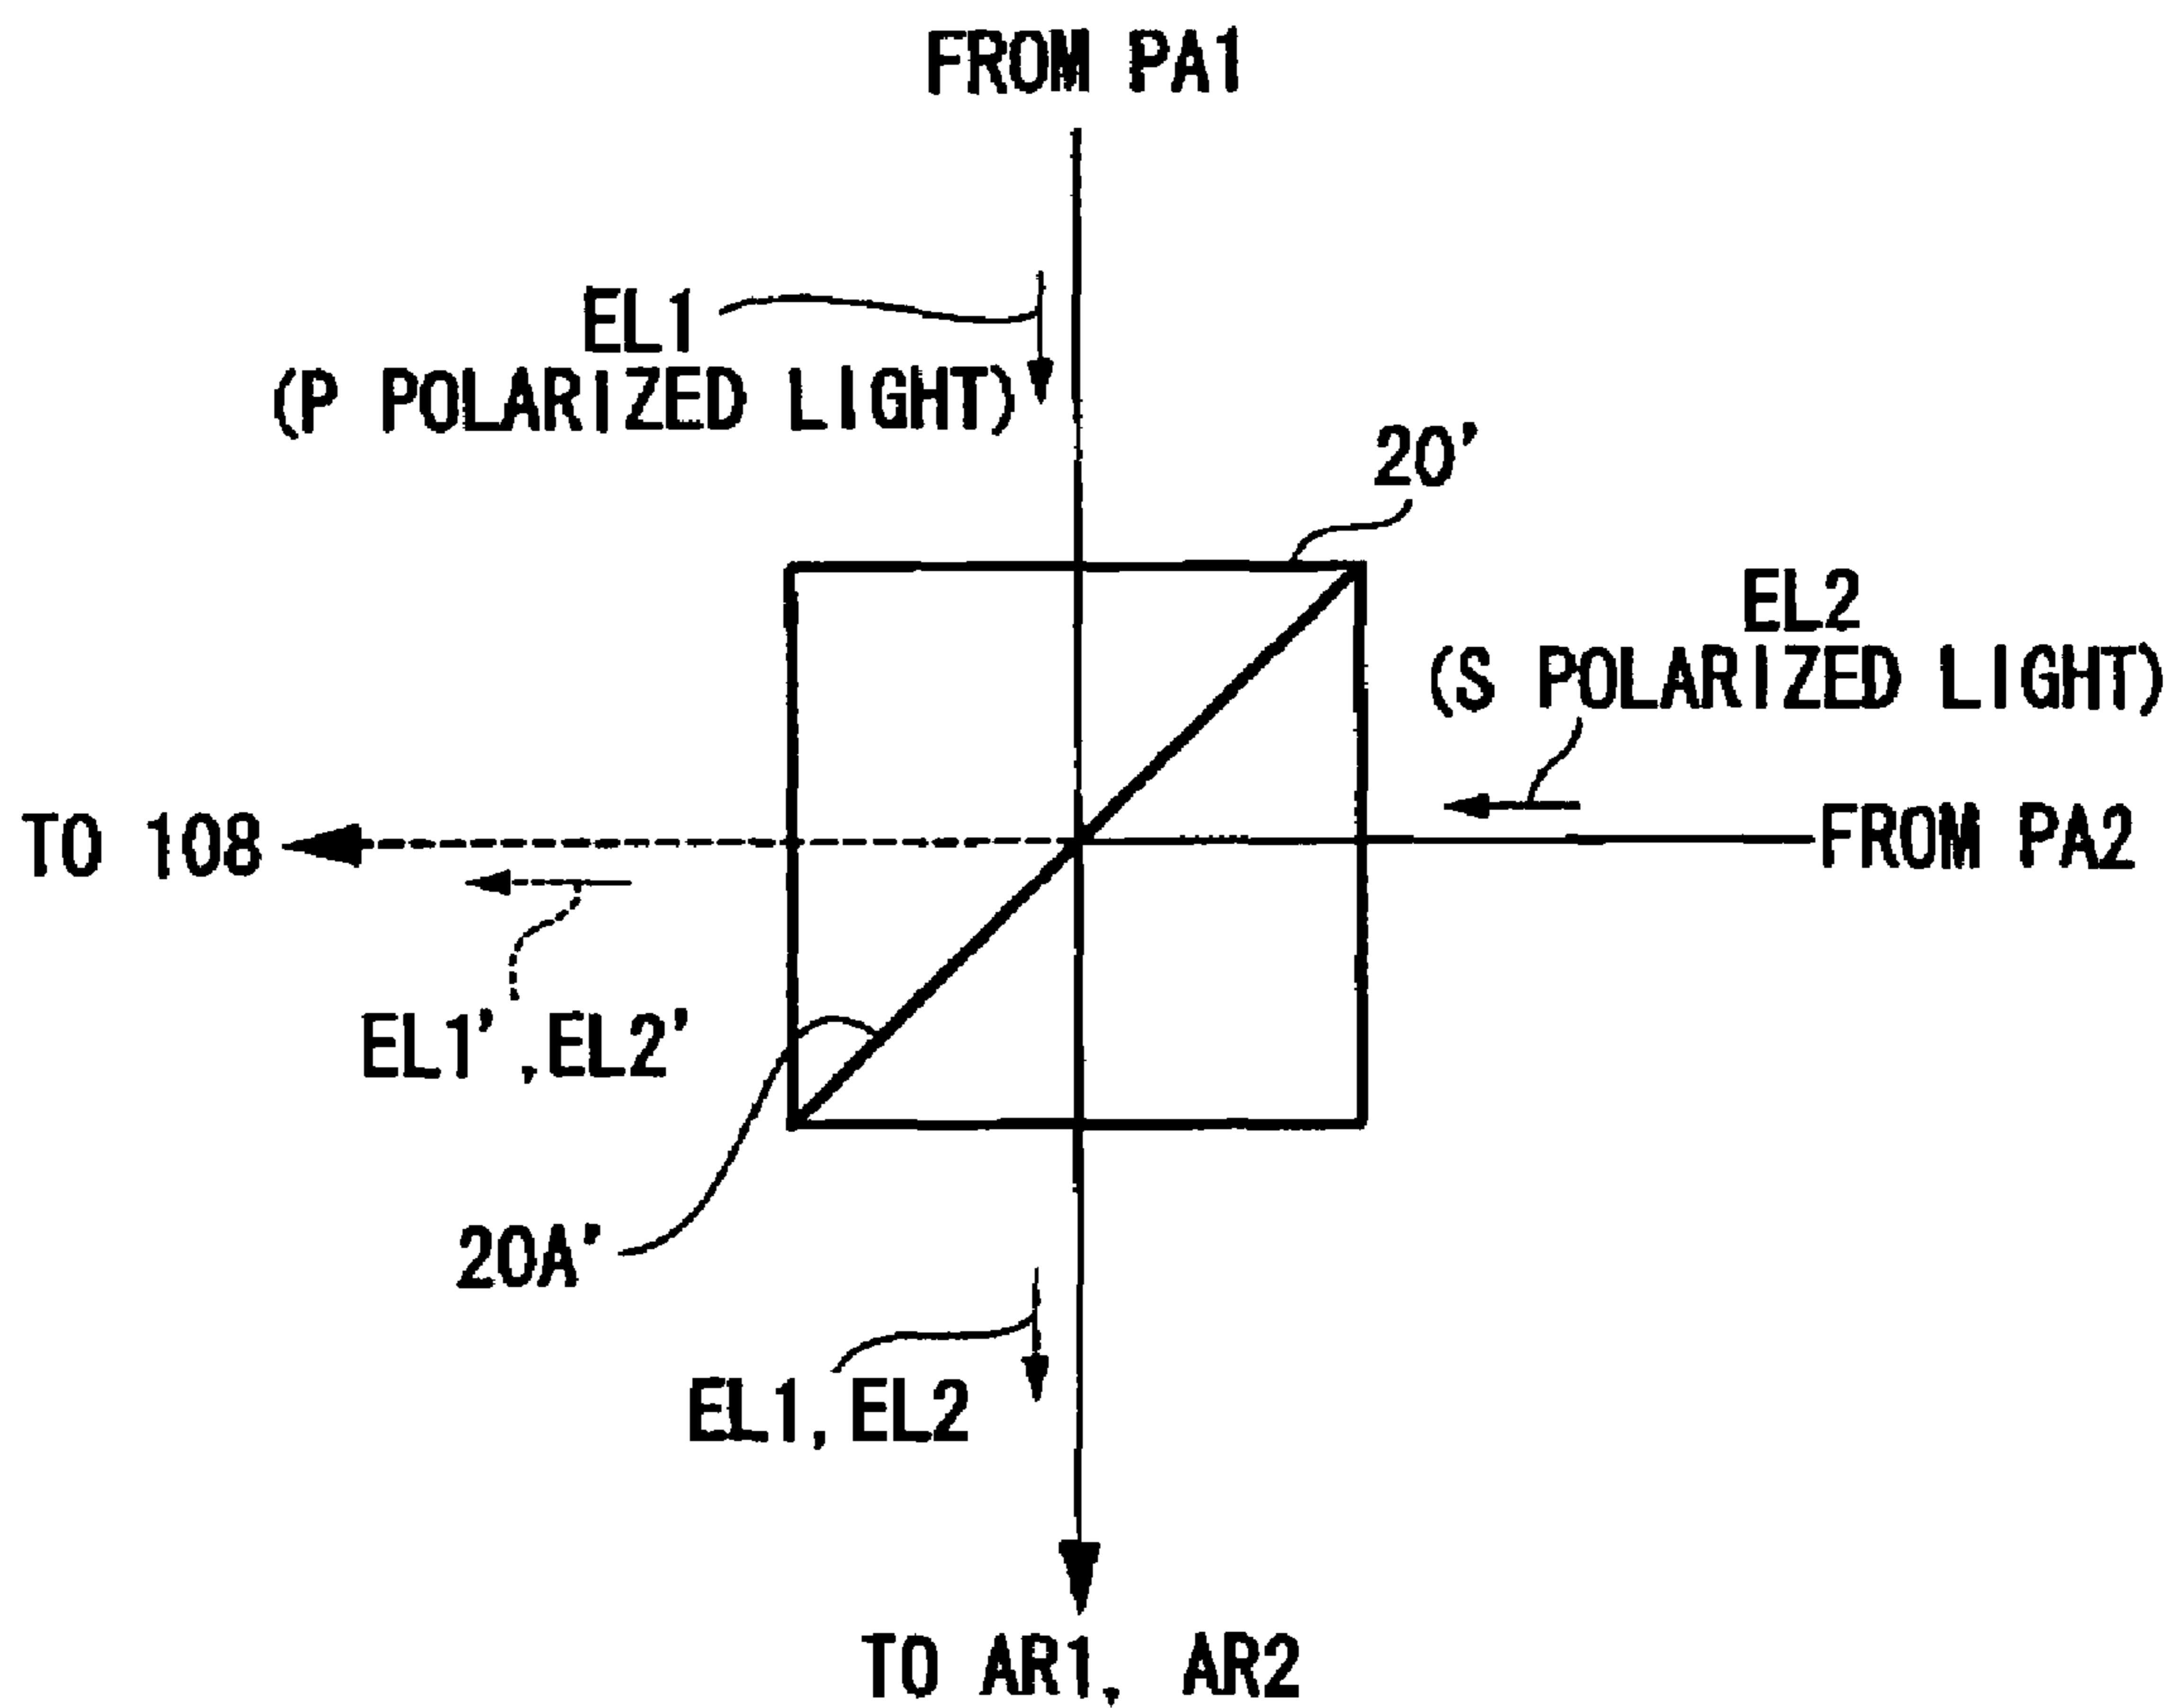 FROM PA1
EL1
(P POLARIZED LIGHT)
20'
EL2
(S POLARIZED LIGHT)
TO 108
FROM PA2
EL1',EL2'
20A'
EL1,EL2
TO AR1, AR2